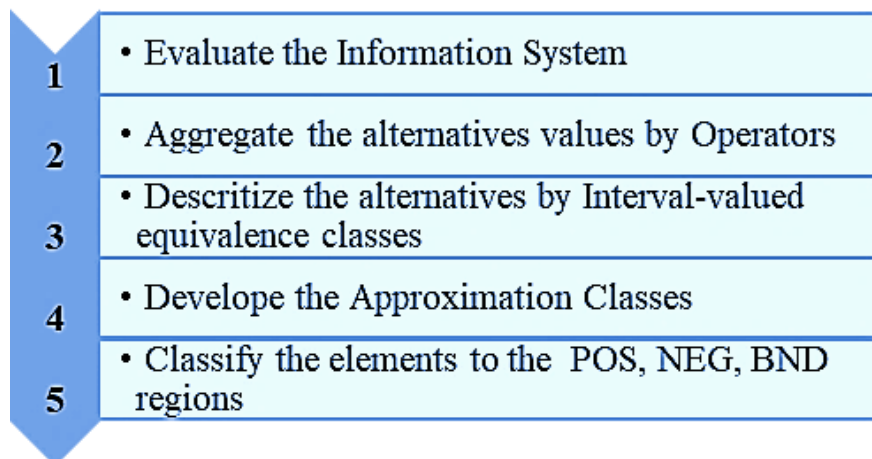 1
• Evaluate the Information System
2
• Aggregate the alternatives values by Operators
3
• Descritize the alternatives by Interval-valued
equivalence classes
4
• Develope the Approximation Classes
5
• Classify the elements to the POS, NEG, BND
regions